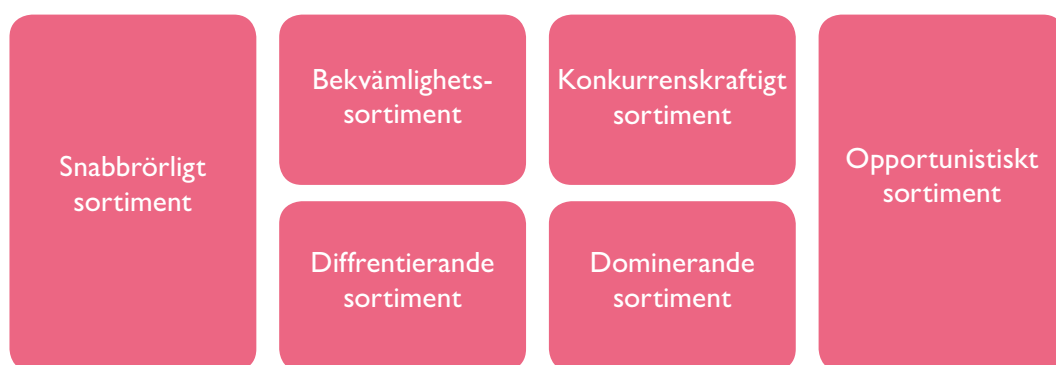 Snabbrörligt
sortiment
Bekvämlighets-
sortiment
Konkurrenskraftigt
sortiment
Diffrentierande
sortiment
Dominerande
sortiment
Opportunistiskt
sortiment